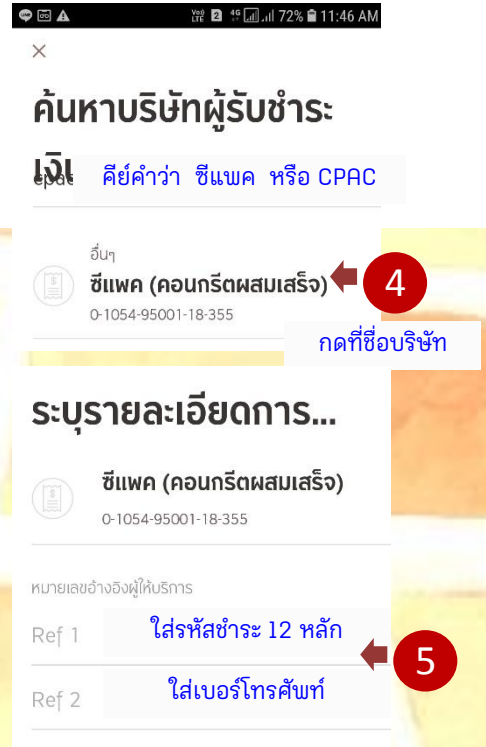 Vo)) LTE 2 4G 72% 11:46 AM
×
ค้นหาบริษัทผู้รับชำระ
คีย์คำว่า ซีแพค หรือ CPAC
อื่นๆ
ซีแพค (คอนกรีตผสมเสร็จ)
0-1054-95001-18-355
4
กดที่ชื่อบริษัท
ระบุรายละเอียดการ...
ซีแพค (คอนกรีตผสมเสร็จ)
0-1054-95001-18-355
หมายเลขอ้างอิงผู้ให้บริการ
Ref 1 ใส่รหัสชำระ 12 หลัก
5
Ref 2 ใส่เบอร์โทรศัพท์